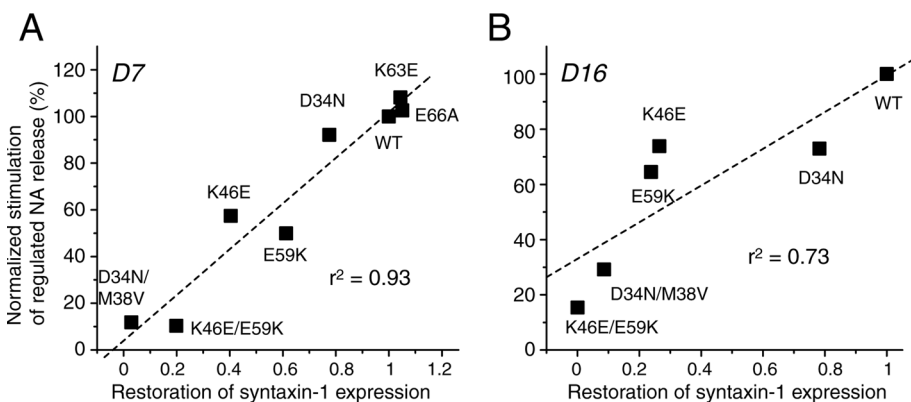 A
B
D7
D16
Normalized stimulation
of regulated NA release (%)
120
100
80
60
40
20
0
K63E
D34N
E66A
WT
K46E
E59K
D34N/
M38V
K46E/E59K
r² = 0.93
0 0.2 0.4 0.6 0.8 1.0 1.2
Restoration of syntaxin-1 expression
100
80
60
40
20
0
WT
K46E
E59K
D34N
D34N/M38V
K46E/E59K
r² = 0.73
0 0.2 0.4 0.6 0.8 1
Restoration of syntaxin-1 expression